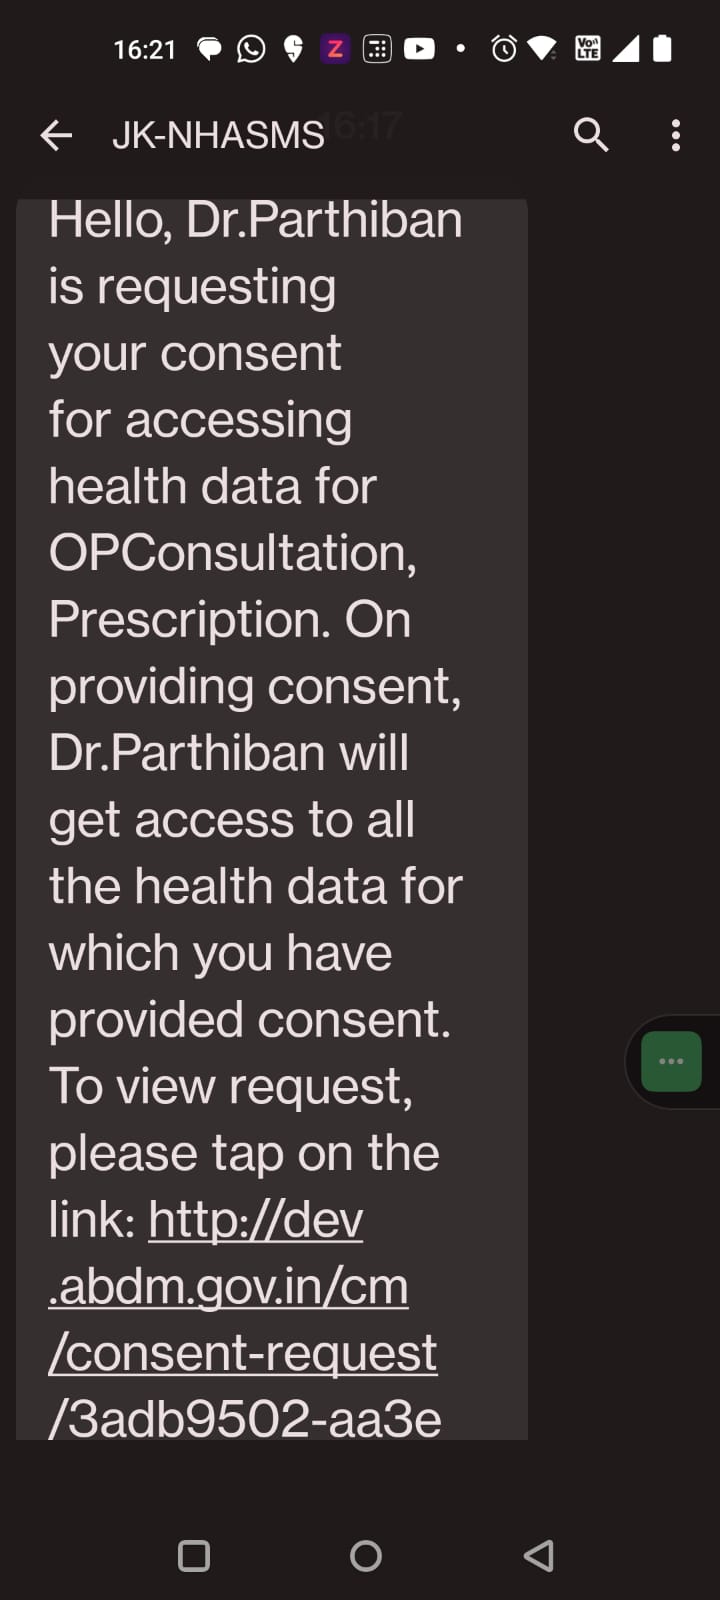 16:21
Z
Vo))
LTE
JK-NHASMS
16:17
Hello, Dr.Parthiban
is requesting
your consent
for accessing
health data for
OPConsultation,
Prescription. On
providing consent,
Dr.Parthiban will
get access to all
the health data for
which you have
provided consent.
To view request,
please tap on the
link: http://dev
.abdm.gov.in/cm
/consent-request
/3adb9502-aa3e